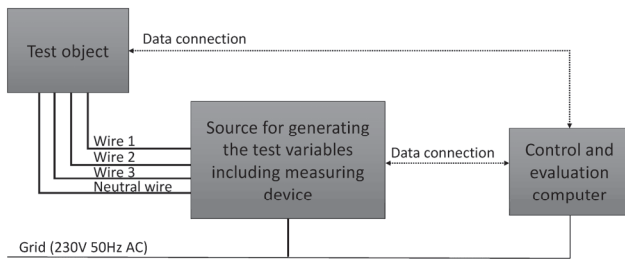 Test object
Data connection
Wire 1
Wire 2
Wire 3
Neutral wire
Source for generating
the test variables
including measuring
device
Data connection
Control and
evaluation
computer
Grid (230V 50Hz AC)